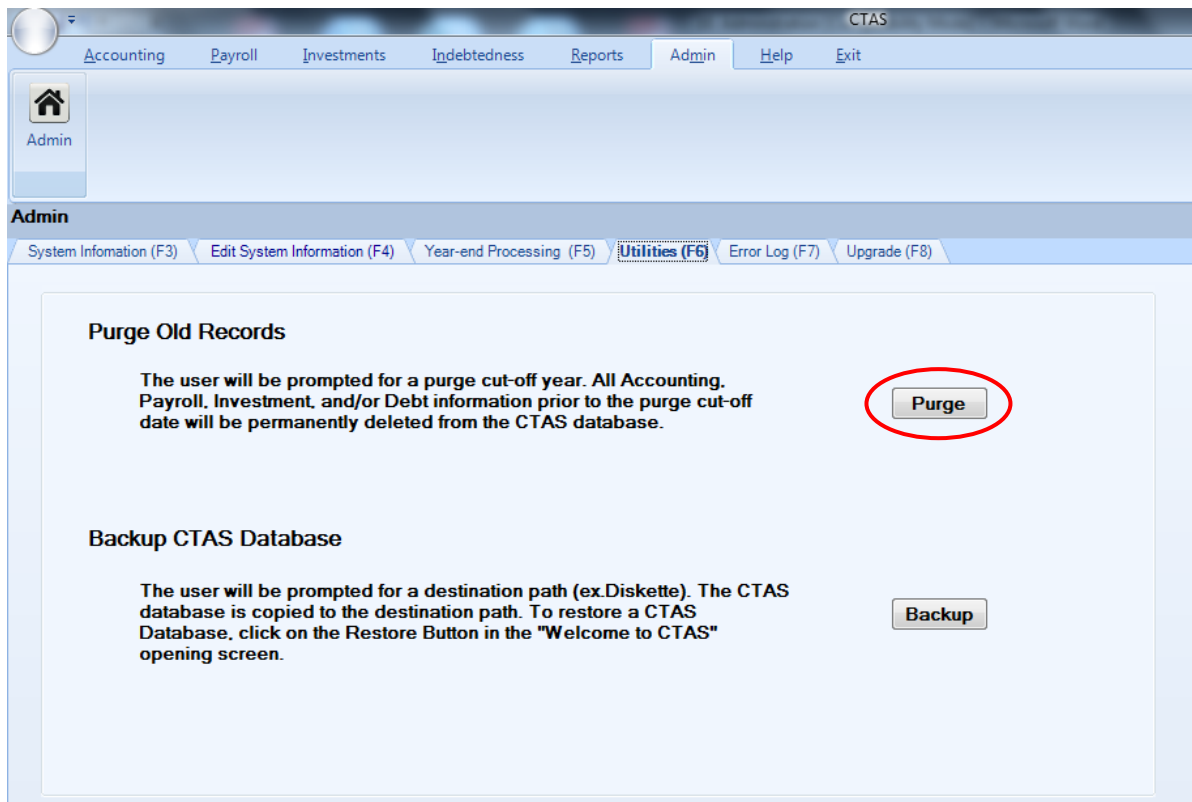 CTAS
Accounting Payroll Investments Indebtedness Reports Admin Help Exit
Admin
Admin
System Infomation (F3) Edit System Information (F4) Year-end Processing (F5) Utilities (F6) Error Log (F7) Upgrade (F8)
Purge Old Records
The user will be prompted for a purge cut-off year. All Accounting,
Payroll, Investment, and/or Debt information prior to the purge cut-off
date will be permanently deleted from the CTAS database.
Purge
Backup CTAS Database
The user will be prompted for a destination path (ex.Diskette). The CTAS
database is copied to the destination path. To restore a CTAS
Database, click on the Restore Button in the "Welcome to CTAS"
opening screen.
Backup